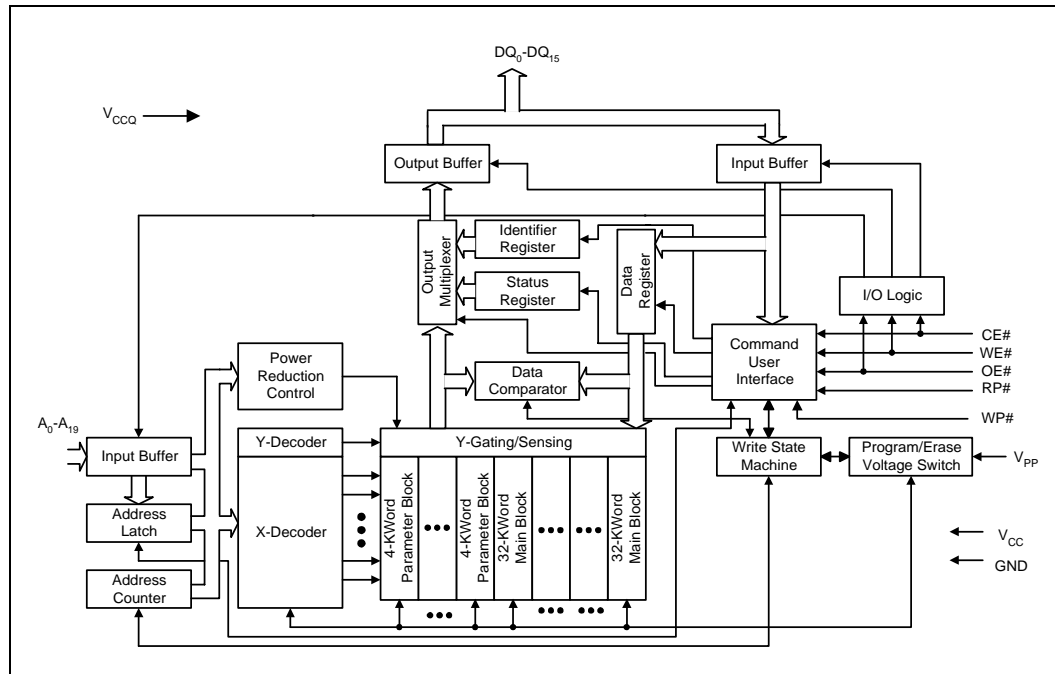 DQ₀-DQ₁₅
V_CCQ
Output Buffer
Input Buffer
Output
Multiplexer
Identifier
Register
Status
Register
Data
Register
I/O Logic
Command
User
Interface
CE#
WE#
OE#
RP#
WP#
Power
Reduction
Control
Data
Comparator
A₀-A₁₉
Input Buffer
Y-Decoder
Y-Gating/Sensing
Write State
Machine
Program/Erase
Voltage Switch
V_PP
Address
Latch
X-Decoder
4-KWord
Parameter Block
4-KWord
Parameter Block
32-KWord
Main Block
32-KWord
Main Block
V_CC
GND
Address
Counter